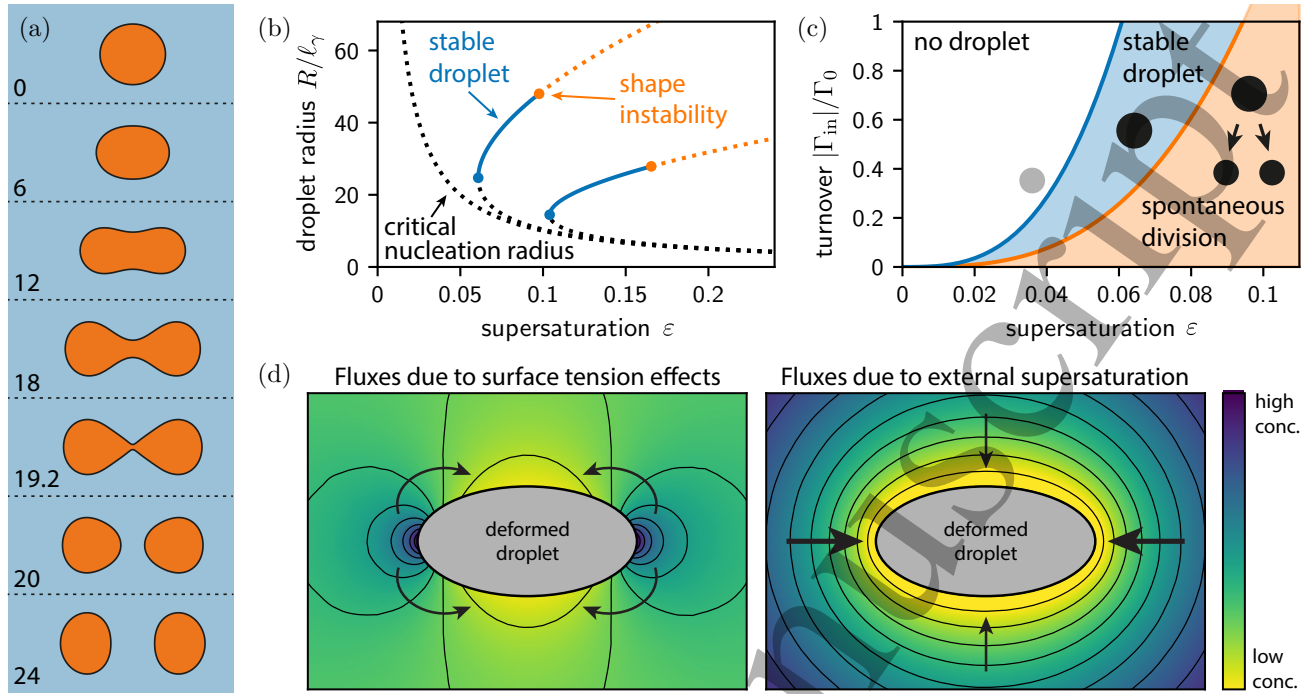 (a)
0
6
12
18
19.2
20
24
(b)
droplet radius R/ℓγ
60
40
20
0
0
0.05
0.1
0.15
0.2
supersaturation ε
stable
droplet
shape
instability
critical
nucleation radius
(c)
turnover |Γin|/Γ0
1
0.8
0.6
0.4
0.2
0
0
0.02
0.04
0.06
0.08
0.1
supersaturation ε
no droplet
stable
droplet
spontaneous
division
(d)
Fluxes due to surface tension effects
deformed
droplet
Fluxes due to external supersaturation
deformed
droplet
high
conc.
low
conc.